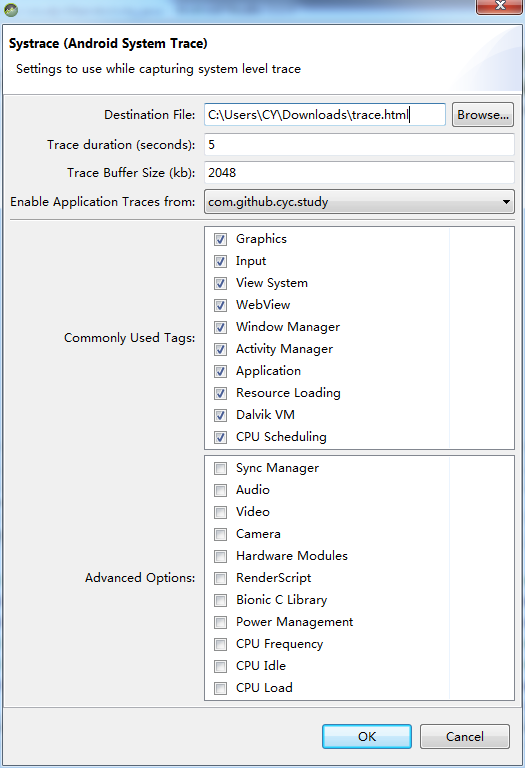 Systrace (Android System Trace)
Settings to use while capturing system level trace
Destination File: C:\Users\CY\Downloads\trace.html Browse...
Trace duration (seconds): 5
Trace Buffer Size (kb): 2048
Enable Application Traces from: com.github.cyc.study
Commonly Used Tags:
Graphics
Input
View System
WebView
Window Manager
Activity Manager
Application
Resource Loading
Dalvik VM
CPU Scheduling
Advanced Options:
Sync Manager
Audio
Video
Camera
Hardware Modules
RenderScript
Bionic C Library
Power Management
CPU Frequency
CPU Idle
CPU Load
OK Cancel